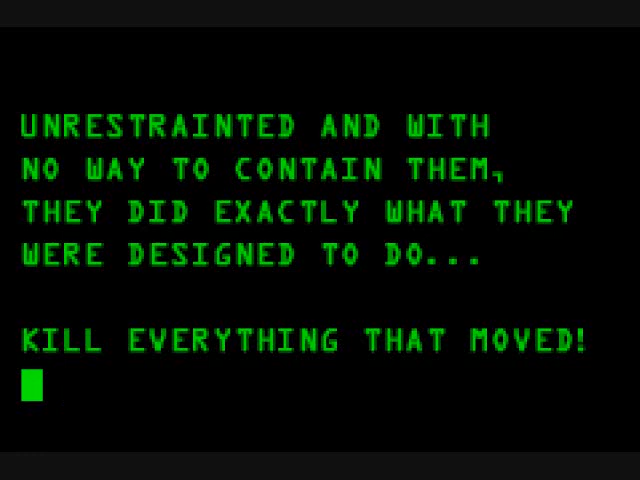 UNRESTRAINTED AND WITH
NO WAY TO CONTAIN THEM,
THEY DID EXACTLY WHAT THEY
WERE DESIGNED TO DO...
KILL EVERYTHING THAT MOVED!